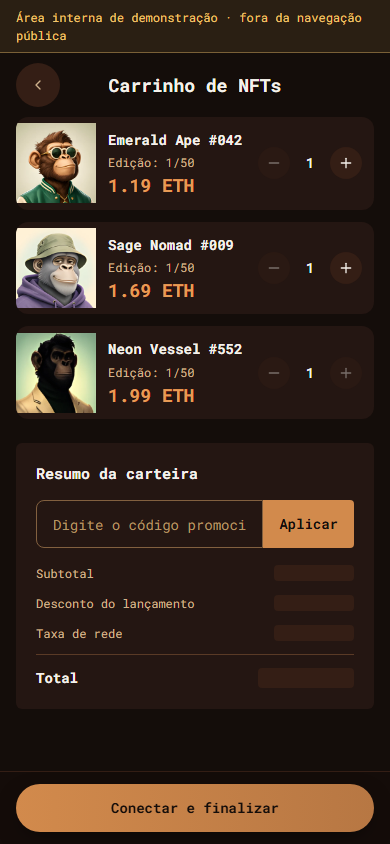 Área interna de demonstração · fora da navegação
pública
Carrinho de NFTs
Emerald Ape #042
Edição: 1/50
1.19 ETH
1
Sage Nomad #009
Edição: 1/50
1.69 ETH
1
Neon Vessel #552
Edição: 1/50
1.99 ETH
1
Resumo da carteira
Digite o código promoci
Aplicar
Subtotal
Desconto do lançamento
Taxa de rede
Total
Conectar e finalizar